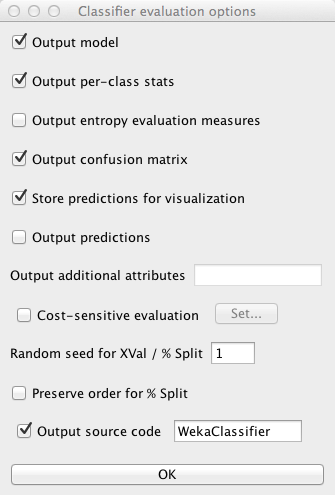 Classifier evaluation options
Output model
Output per-class stats
Output entropy evaluation measures
Output confusion matrix
Store predictions for visualization
Output predictions
Output additional attributes
Cost-sensitive evaluation Set...
Random seed for XVal / % Split 1
Preserve order for % Split
Output source code WekaClassifier
OK